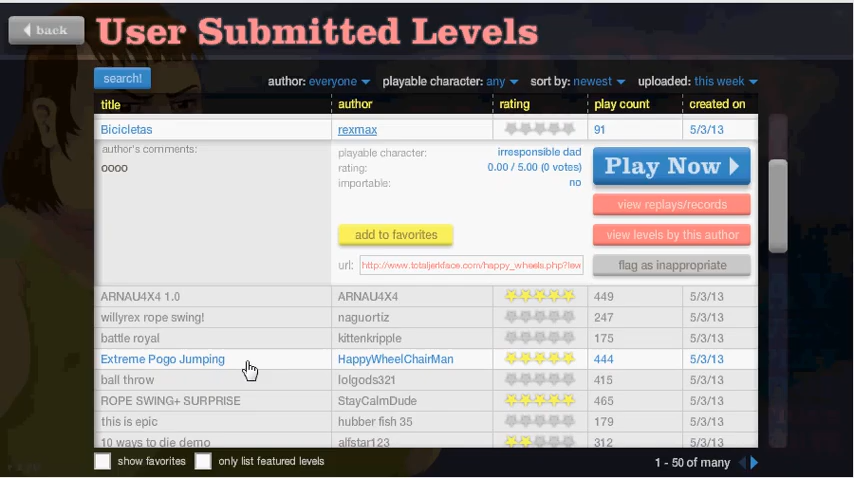 back
User Submitted Levels
search!
author: everyone playable character: any sort by: newest uploaded: this week
title author rating play count created on
Bicicletas rexmax 91 5/3/13
author's comments:
oooo
playable character: irresponsible dad
rating: 0.00 / 5.00 (0 votes)
importable: no
Play Now
view replays/records
add to favorites
view levels by this author
url: http://www.totaljerkface.com/happy_wheels.php?lev
flag as inappropriate
ARNAU4X4 1.0 ARNAU4X4 449 5/3/13
willyrex rope swing! naguortiz 247 5/3/13
battle royal kittenkripple 175 5/3/13
Extreme Pogo Jumping HappyWheelChairMan 444 5/3/13
ball throw lolgods321 415 5/3/13
ROPE SWING+ SURPRISE StayCalmDude 465 5/3/13
this is epic hubber fish 35 179 5/3/13
10 ways to die demo alfstar123 312 5/3/13
show favorites only list featured levels 1 - 50 of many